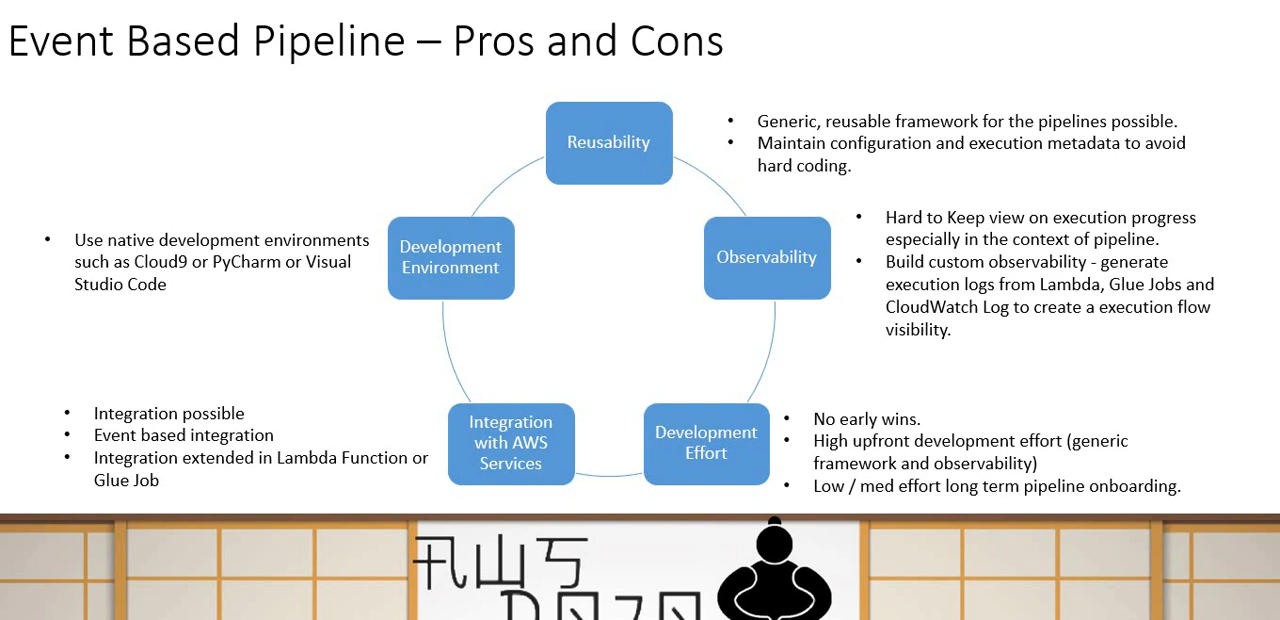 Event Based Pipeline – Pros and Cons
Reusability
• Generic, reusable framework for the pipelines possible.
• Maintain configuration and execution metadata to avoid
hard coding.
Observability
• Hard to Keep view on execution progress
especially in the context of pipeline.
• Build custom observability - generate
execution logs from Lambda, Glue Jobs and
CloudWatch Log to create a execution flow
visibility.
Development
Effort
• No early wins.
• High upfront development effort (generic
framework and observability)
• Low / med effort long term pipeline onboarding.
Integration
with AWS
Services
• Integration possible
• Event based integration
• Integration extended in Lambda Function or
Glue Job
Development
Environment
• Use native development environments
such as Cloud9 or PyCharm or Visual
Studio Code